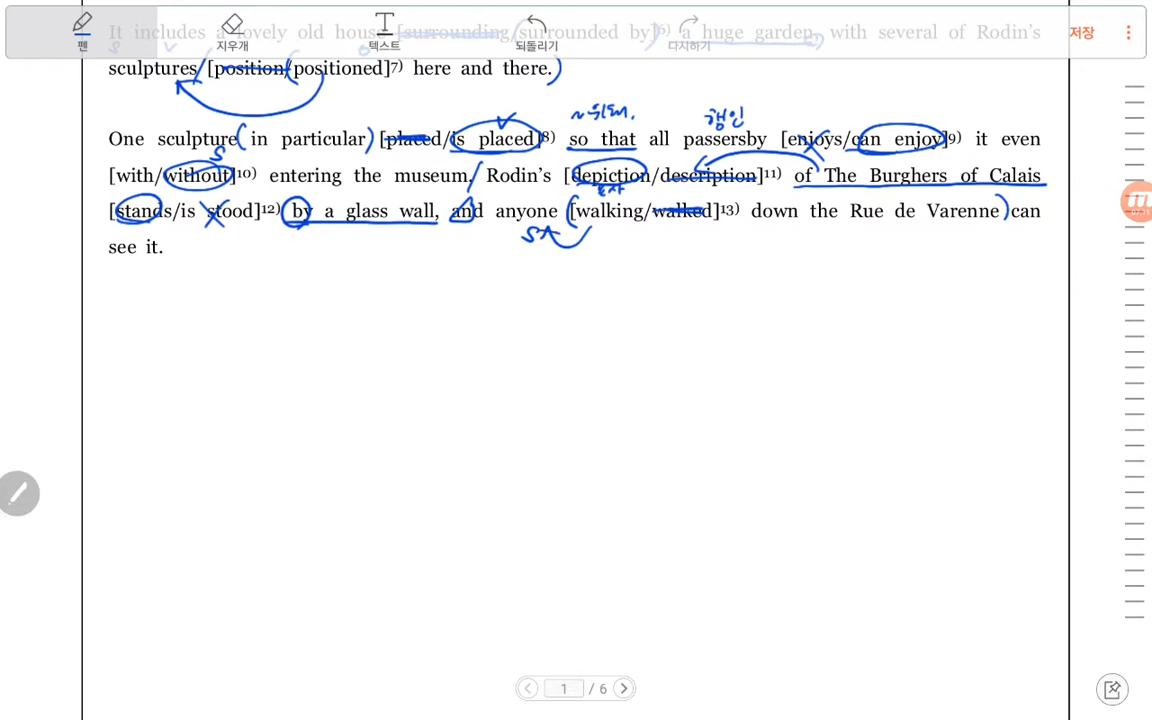 It includes a lovely old house [surrounding/surrounded by]6) a huge garden, with several of Rodin's
펜 지우개 텍스트 되돌리기 다시하기 저장
S V O
sculptures/[position/positioned]7) here and there.)
~위해. 행인
One sculpture(in particular)[placed/is placed]8) so that all passersby [enjoys/can enjoy]9) it even
S
[with/without]10) entering the museum./ Rodin's [depiction/description]11) of The Burghers of Calais
[stands/is stood]12) by a glass wall, and anyone ([walking/walked]13) down the Rue de Varenne)can
S
see it.
1 / 6